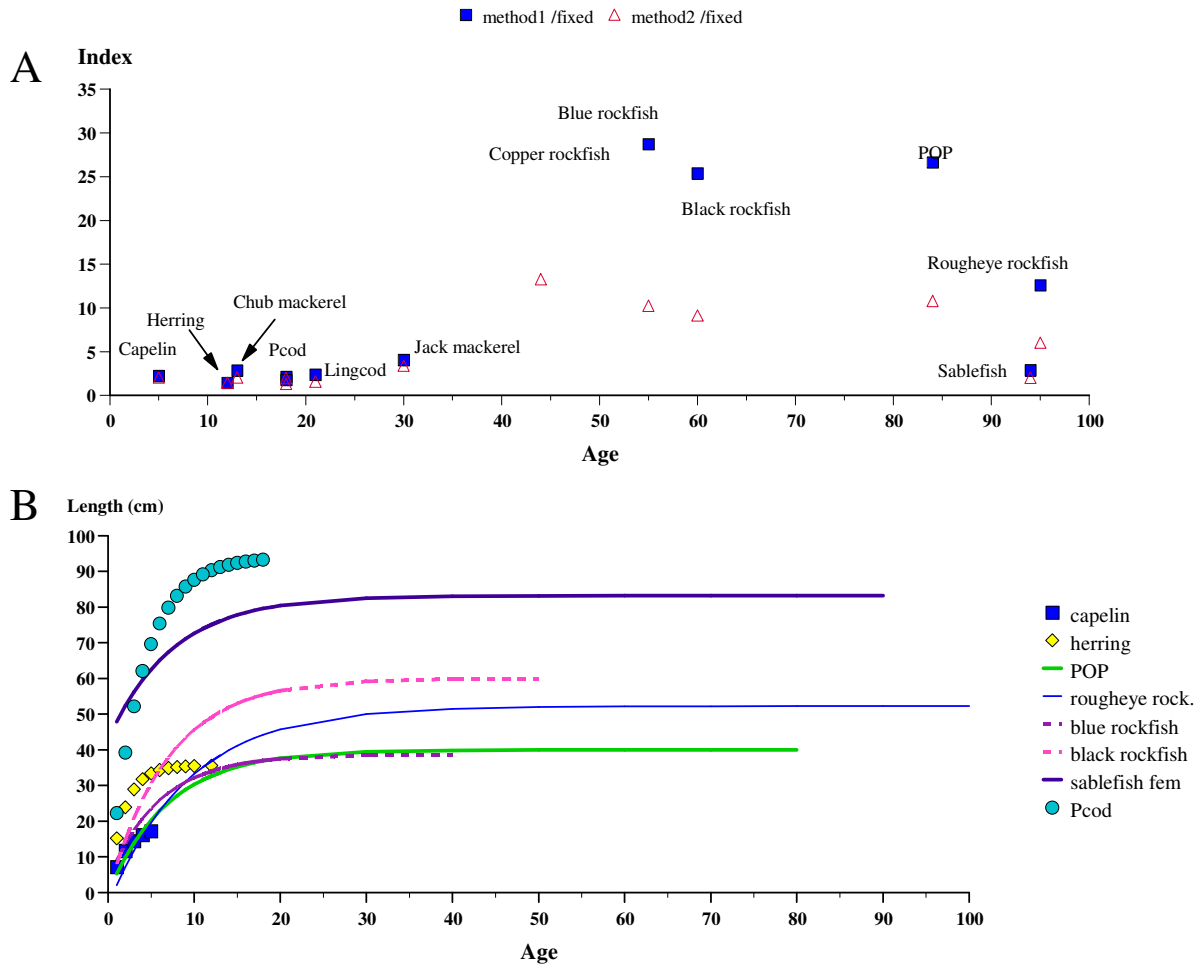 method1 /fixed method2 /fixed
A Index
35
30
25
20
15
10
5
0
0 10 20 30 40 50 60 70 80 90 100
Age
Blue rockfish
Copper rockfish
POP
Black rockfish
Rougheye rockfish
Chub mackerel
Herring
Capelin
Pcod
Jack mackerel
Lingcod
Sablefish
B Length (cm)
100
90
80
70
60
50
40
30
20
10
0
0 10 20 30 40 50 60 70 80 90 100
Age
capelin
herring
POP
rougheye rock.
blue rockfish
black rockfish
sablefish fem
Pcod